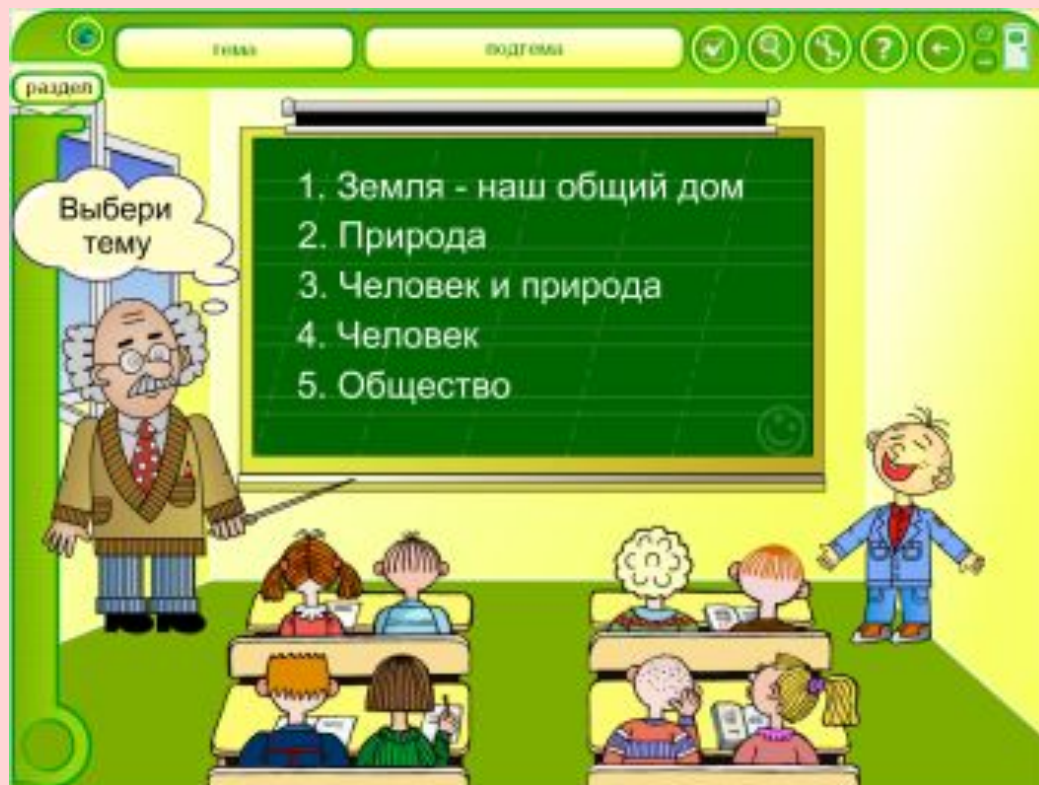 тема
подтема
раздел
Выбери
тему
1. Земля - наш общий дом
2. Природа
3. Человек и природа
4. Человек
5. Общество